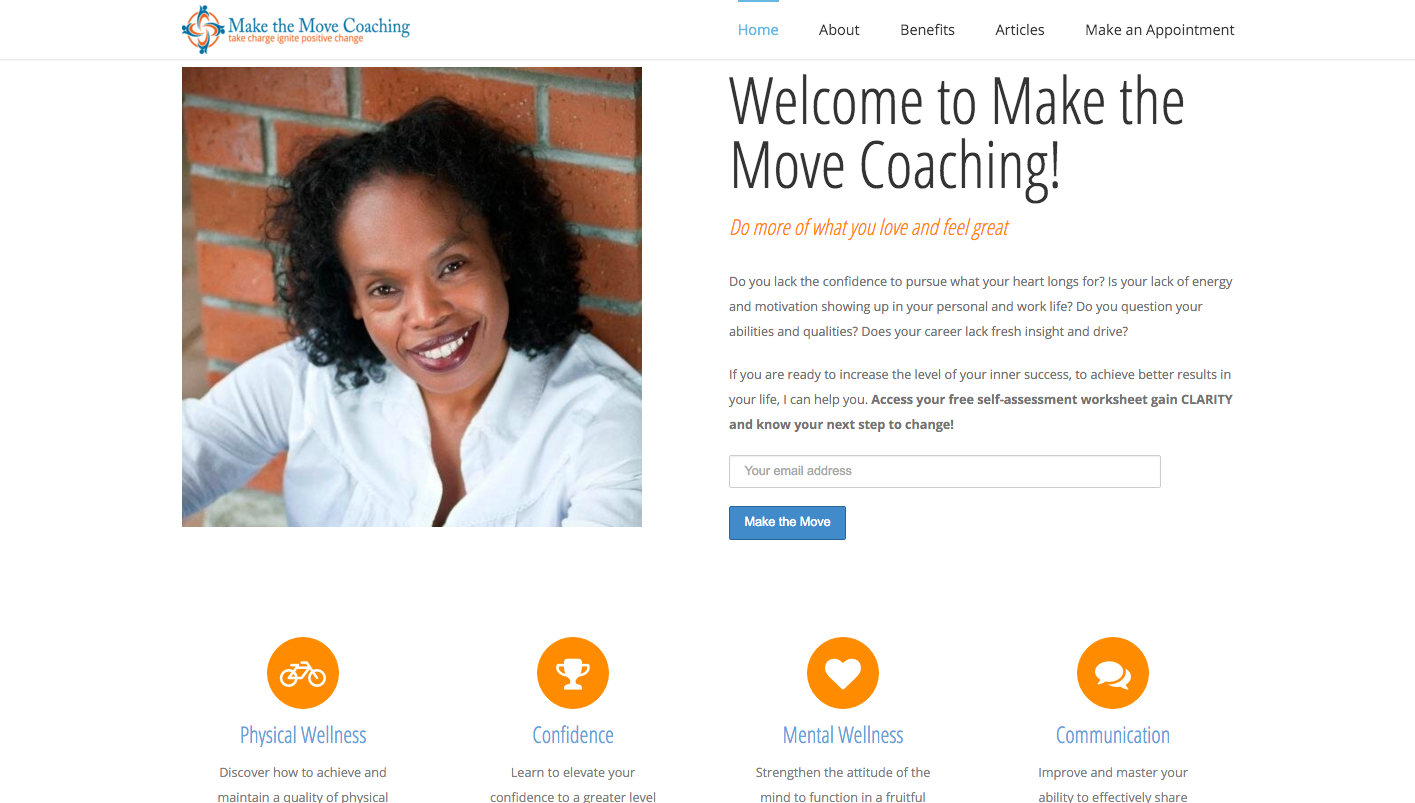 Make the Move Coaching
take charge ignite positive change
Home About Benefits Articles Make an Appointment
Welcome to Make the
Move Coaching!
Do more of what you love and feel great
Do you lack the confidence to pursue what your heart longs for? Is your lack of energy
and motivation showing up in your personal and work life? Do you question your
abilities and qualities? Does your career lack fresh insight and drive?
If you are ready to increase the level of your inner success, to achieve better results in
your life, I can help you. Access your free self-assessment worksheet gain CLARITY
and know your next step to change!
Your email address
Make the Move
Physical Wellness
Discover how to achieve and
maintain a quality of physical
Confidence
Learn to elevate your
confidence to a greater level
Mental Wellness
Strengthen the attitude of the
mind to function in a fruitful
Communication
Improve and master your
ability to effectively share